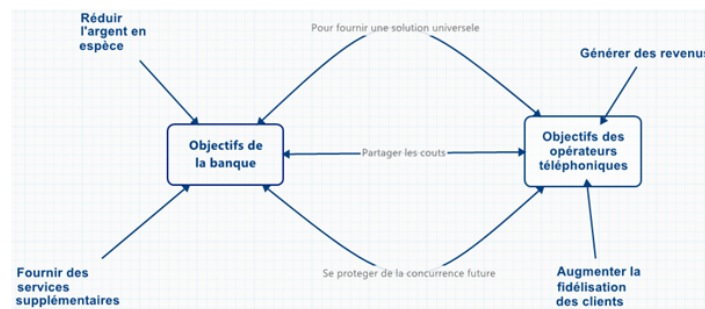 Réduir
l'argent en
espèce
Pour fournir une solution universele
Générer des revenus
Objectifs de
la banque
Partager les couts
Objectifs des
opérateurs
téléphoniques
Fournir des
services
supplémentaires
Se proteger de la concurrence future
Augmenter la
fidélisation
des clients